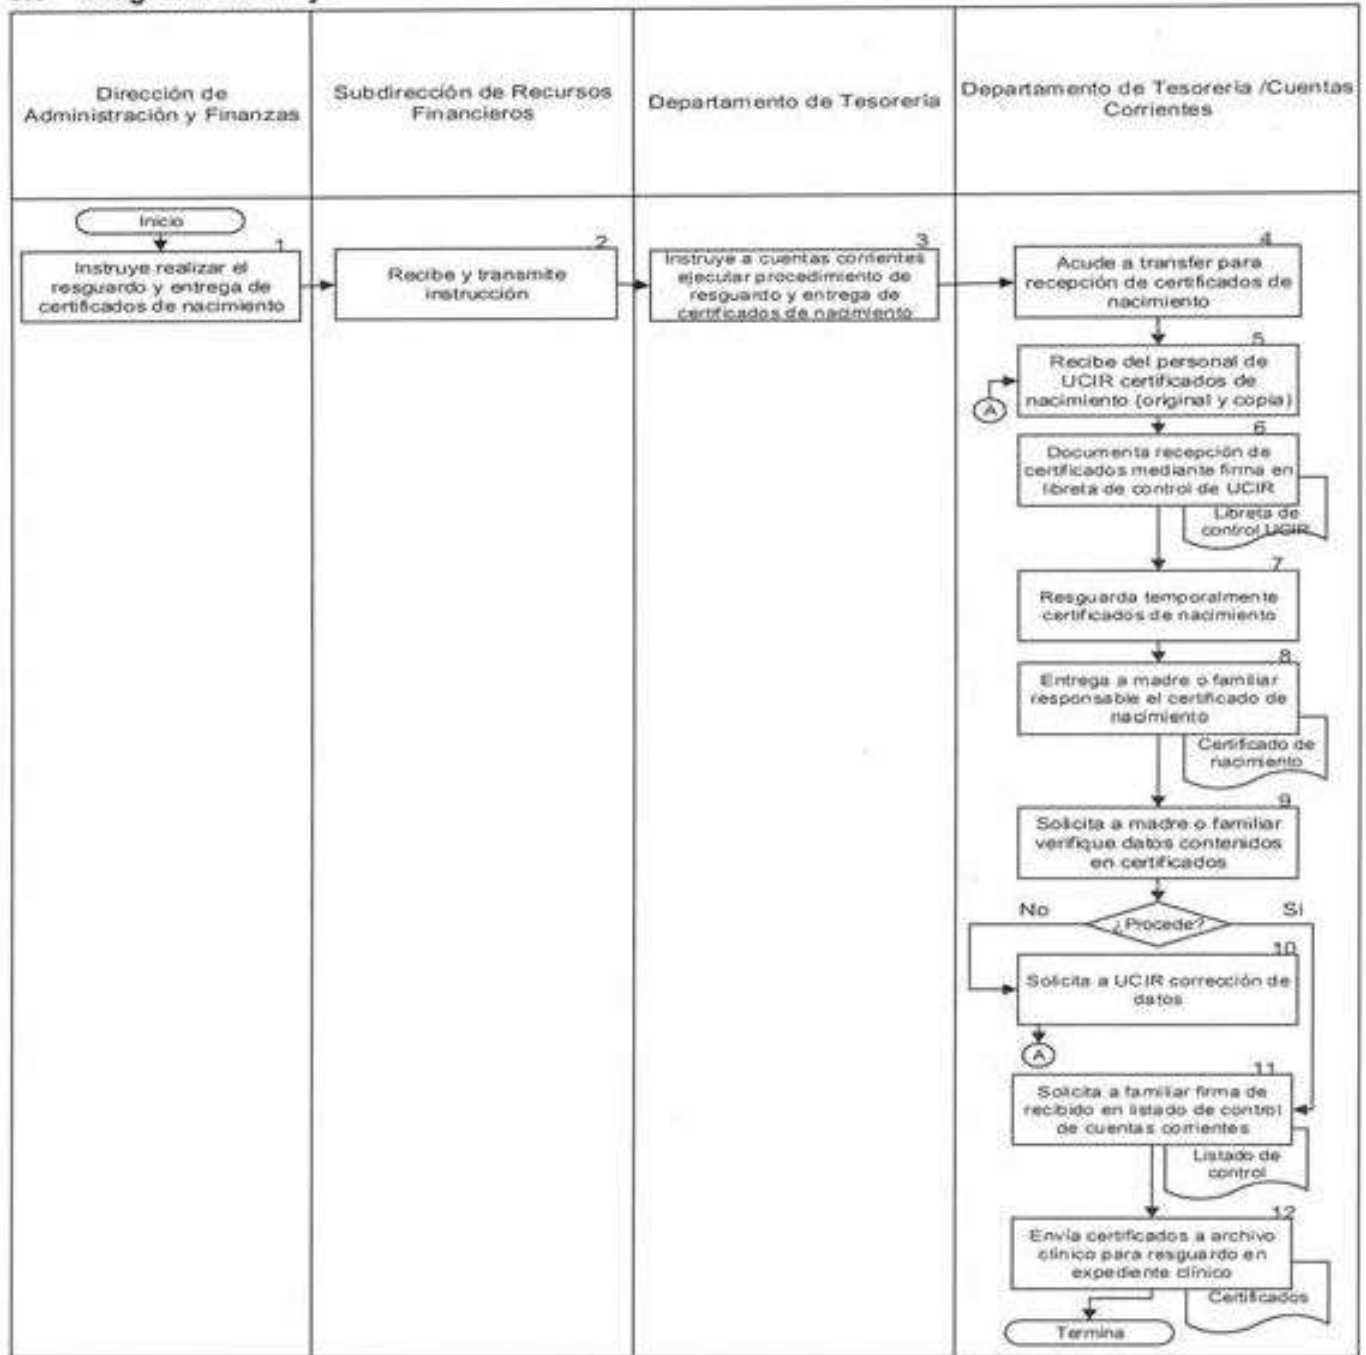 Dirección de
Administración y Finanzas
Subdirección de Recursos
Financieros
Departamento de Tesorería
Departamento de Tesorería /Cuentas
Corrientes
Inicio
1
Instruye realizar el
resguardo y entrega de
certificados de nacimiento
2
Recibe y transmite
instrucción
3
Instruye a cuentas corrientes
ejecutar procedimiento de
resguardo y entrega de
certificados de nacimiento
4
Acude a transfer para
recepción de certificados de
nacimiento
5
Recibe del personal de
UCIR certificados de
nacimiento (original y copia)
A
6
Documenta recepción de
certificados mediante firma en
libreta de control de UCIR
Libreta de
control UCIR
7
Resguarda temporalmente
certificados de nacimiento
8
Entrega a madre o familiar
responsable el certificado de
nacimiento
Certificado de
nacimiento
9
Solicita a madre o familiar
verifique datos contenidos
en certificados
No
¿Procede?
Si
10
Solicita a UCIR corrección de
datos
A
11
Solicita a familiar firma de
recibido en listado de control
de cuentas corrientes
Listado de
control
12
Envía certificados a archivo
clínico para resguardo en
expediente clínico
Certificados
Termina